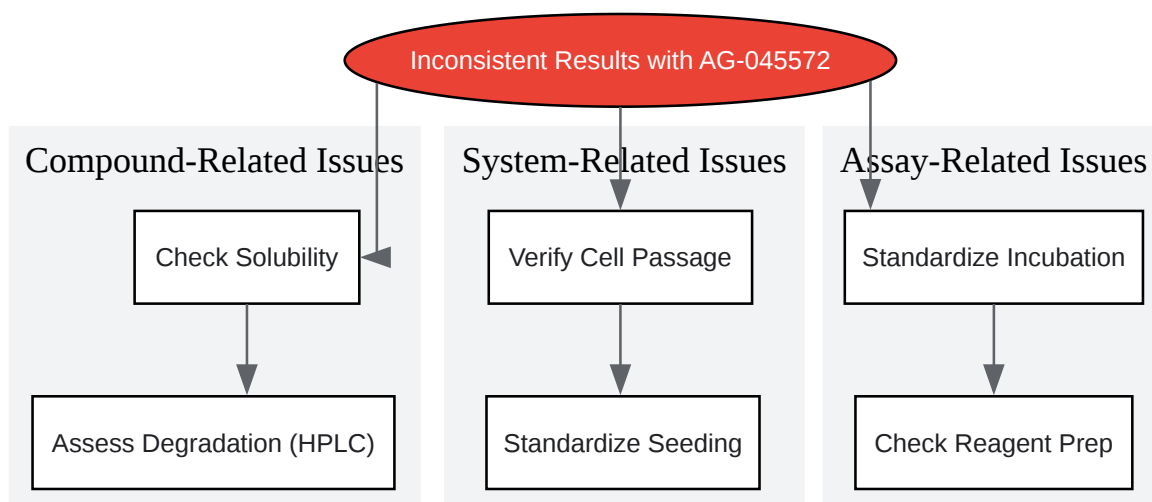 Inconsistent Results with AG-045572
Compound-Related Issues
System-Related Issues
Assay-Related Issues
Check Solubility
Verify Cell Passage
Standardize Incubation
Assess Degradation (HPLC)
Standardize Seeding
Check Reagent Prep